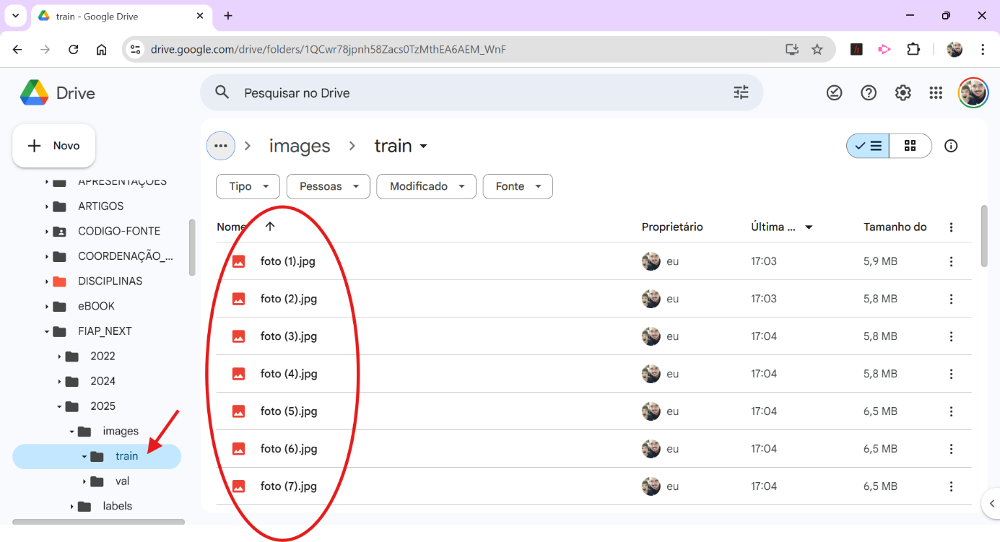 train - Google Drive
drive.google.com/drive/folders/1QCwr78jpnh58Zacs0TzMthEA6AEM_WnF
Drive
Pesquisar no Drive
Novo
APRESENTAÇÕES
ARTIGOS
CODIGO-FONTE
COORDENAÇÃO_...
DISCIPLINAS
eBOOK
FIAP_NEXT
2022
2024
2025
images
train
val
labels
images
train
Tipo
Pessoas
Modificado
Fonte
Nome Proprietário Última ... Tamanho do
foto (1).jpg eu 17:03 5,9 MB
foto (2).jpg eu 17:03 5,8 MB
foto (3).jpg eu 17:04 5,8 MB
foto (4).jpg eu 17:04 5,8 MB
foto (5).jpg eu 17:04 6,5 MB
foto (6).jpg eu 17:04 6,5 MB
foto (7).jpg eu 17:04 6,5 MB